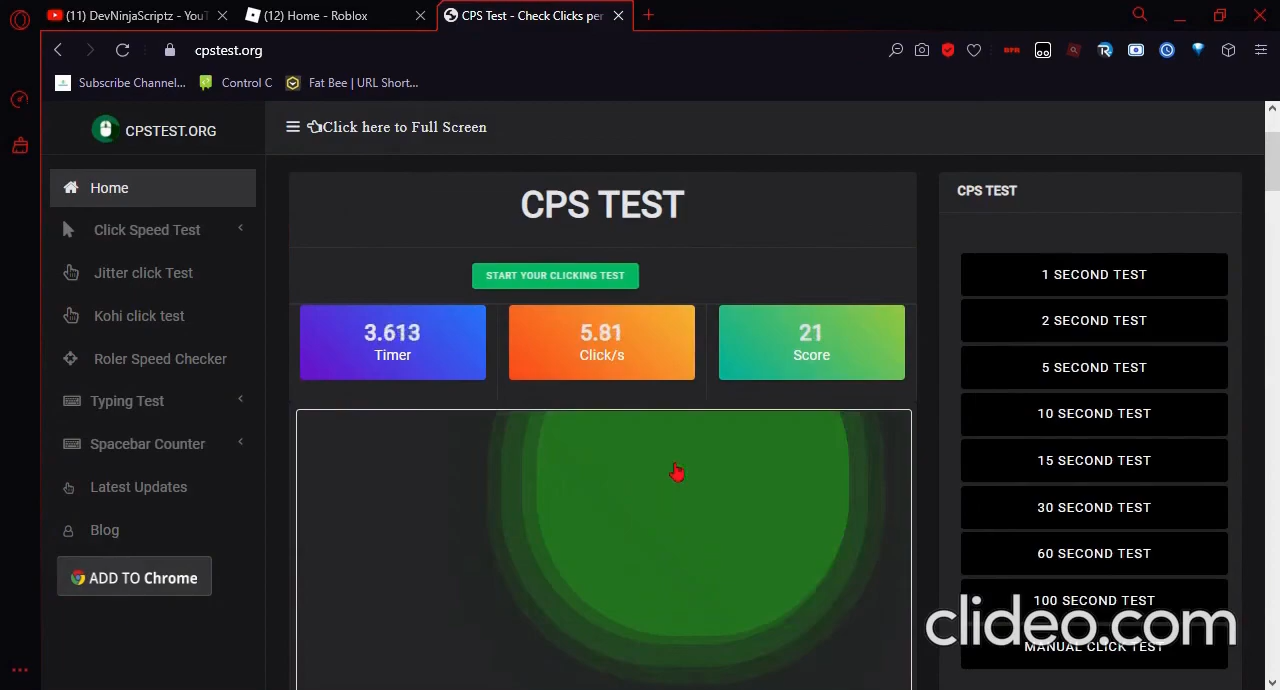 (11) DevNinjaScriptz - YouT
(12) Home - Roblox
CPS Test - Check Clicks per
cpstest.org
Subscribe Channel...
Control C
Fat Bee | URL Short...
CPSTEST.ORG
Click here to Full Screen
Home
Click Speed Test
Jitter click Test
Kohi click test
Roler Speed Checker
Typing Test
Spacebar Counter
Latest Updates
Blog
ADD TO Chrome
CPS TEST
START YOUR CLICKING TEST
3.613
Timer
5.81
Click/s
21
Score
CPS TEST
1 SECOND TEST
2 SECOND TEST
5 SECOND TEST
10 SECOND TEST
15 SECOND TEST
30 SECOND TEST
60 SECOND TEST
100 SECOND TEST
MANUAL CLICK TEST
clideo.com